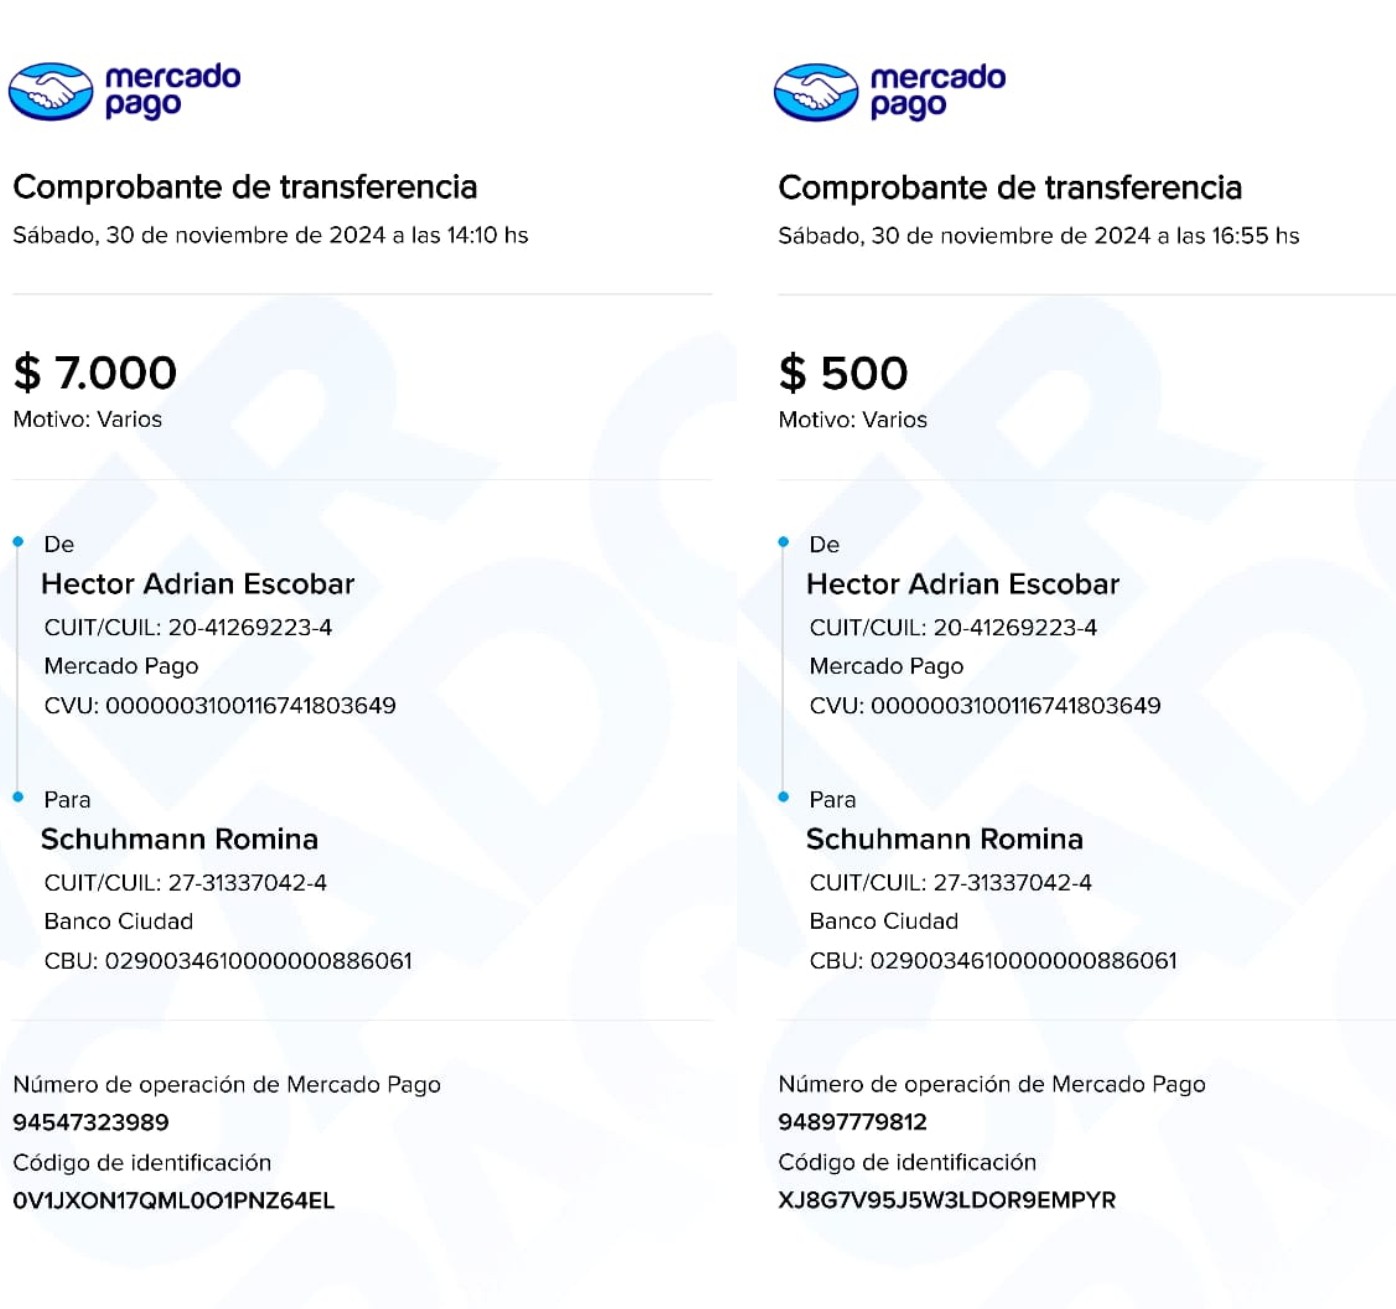 mercado
pago
Comprobante de transferencia
Sábado, 30 de noviembre de 2024 a las 14:10 hs
$ 7.000
Motivo: Varios
De
Hector Adrian Escobar
CUIT/CUIL: 20-41269223-4
Mercado Pago
CVU: 0000003100116741803649
Para
Schuhmann Romina
CUIT/CUIL: 27-31337042-4
Banco Ciudad
CBU: 0290034610000000886061
Número de operación de Mercado Pago
94547323989
Código de identificación
0V1JXON17QML0O1PNZ64EL
mercado
pago
Comprobante de transferencia
Sábado, 30 de noviembre de 2024 a las 16:55 hs
$ 500
Motivo: Varios
De
Hector Adrian Escobar
CUIT/CUIL: 20-41269223-4
Mercado Pago
CVU: 0000003100116741803649
Para
Schuhmann Romina
CUIT/CUIL: 27-31337042-4
Banco Ciudad
CBU: 0290034610000000886061
Número de operación de Mercado Pago
94897779812
Código de identificación
XJ8G7V95J5W3LDOR9EMPYR